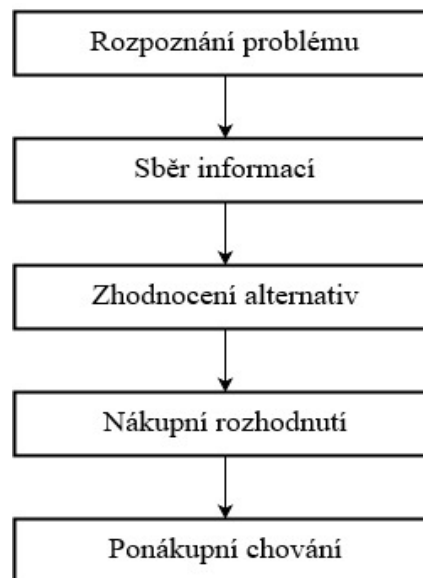 Rozpoznání problému
Sběr informací
Zhodnocení alternativ
Nákupní rozhodnutí
Ponákupní chování